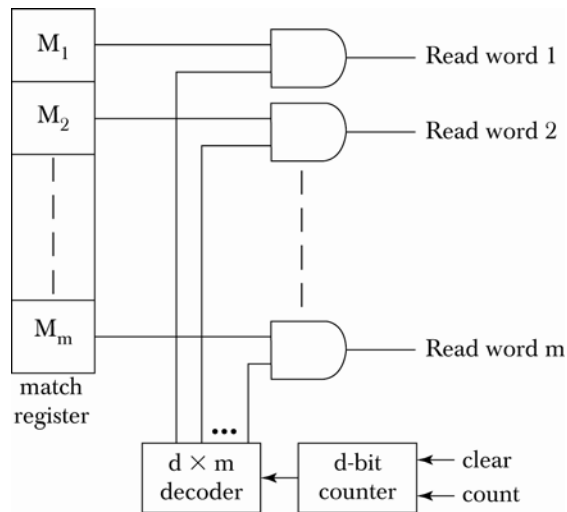 M1
Read word 1
M2
Read word 2
Mm
Read word m
match
register
...
d × m
decoder
d-bit
counter
clear
count